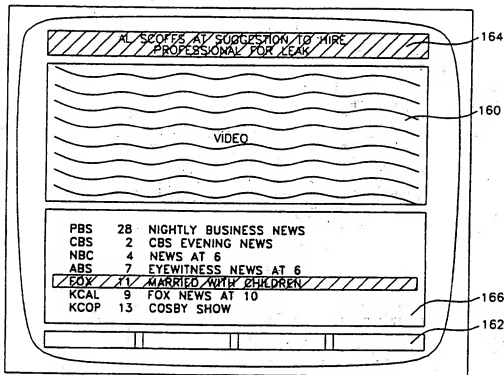 AL SCOFFS AT SUGGESTION TO HIRE
PROFESSIONAL FOR LEAK
164
160
VIDEO
PBS 28 NIGHTLY BUSINESS NEWS
CBS 2 CBS EVENING NEWS
NBC 4 NEWS AT 6
ABS 7 EYEWITNESS NEWS AT 6
FOX 11 MARRIED WITH CHILDREN
KCAL 9 FOX NEWS AT 10
KCOP 13 COSBY SHOW
166
162